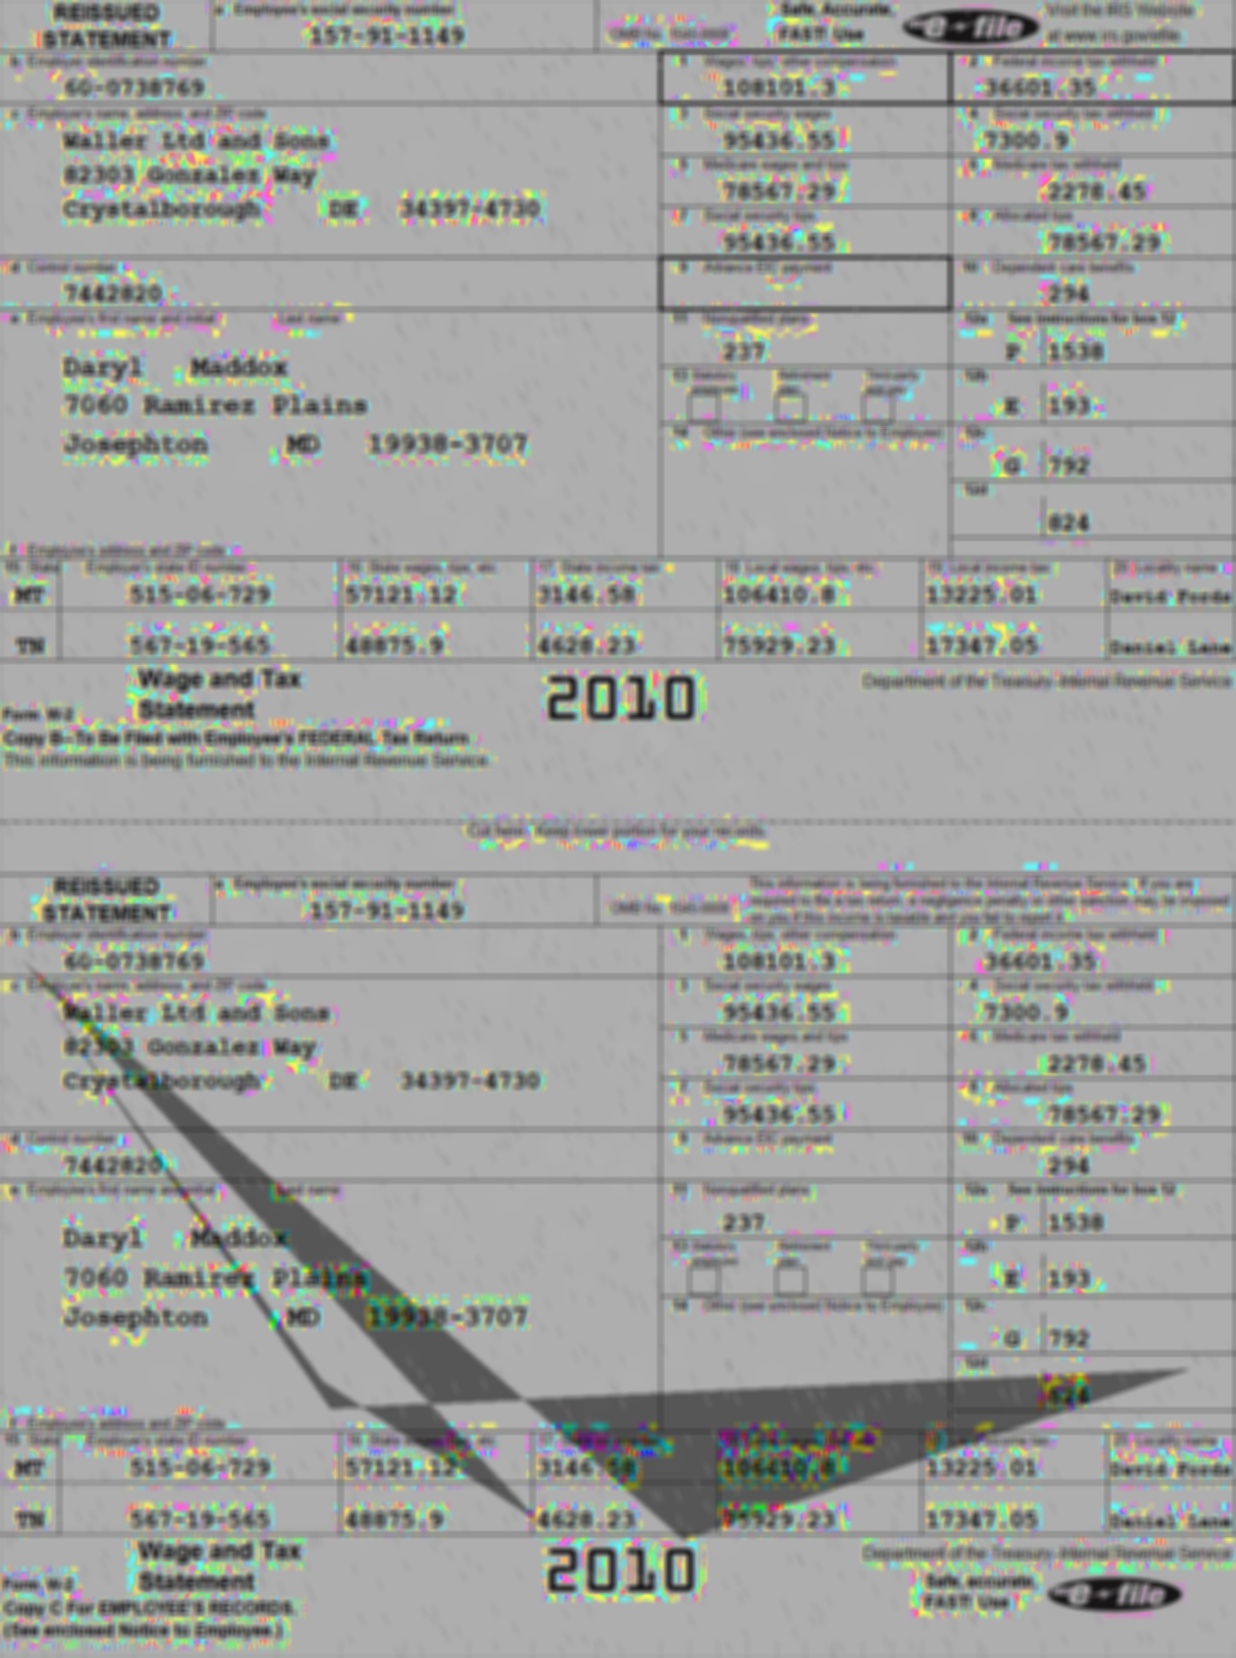 REISSUED STATEMENT
a Employee's social security number
157-91-1149
OMB No. 1545-0008
Safe, Accurate, FAST! Use
e-file
Visit the IRS Website at www.irs.gov/efile.
b Employer identification number
60-0738769
1 Wages, tips, other compensation
108101.3
2 Federal income tax withheld
36601.35
c Employer's name, address, and ZIP code
Waller Ltd and Sons
82303 Gonzalez Way
Crystalborough DE 34397-4730
3 Social security wages
95436.55
4 Social security tax withheld
7300.9
5 Medicare wages and tips
78567.29
6 Medicare tax withheld
2278.45
7 Social security tips
95436.55
8 Allocated tips
78567.29
d Control number
7442820
9 Advance EIC payment
10 Dependent care benefits
294
e Employee's first name and initial Last name
Daryl Maddox
7060 Ramirez Plains
Josephton MD 19938-3707
11 Nonqualified plans
237
12a See instructions for box 12
P 1538
13 Statutory employee Retirement plan Third-party sick pay
12b
E 193
14 Other (see enclosed Notice to Employee)
12c
G 792
12d
824
f Employee's address and ZIP code
15 State Employer's state ID number 16 State wages, tips, etc. 17 State income tax 18 Local wages, tips, etc. 19 Local income tax 20 Locality name
MT 515-06-729 57121.12 3146.58 106410.8 13225.01 David Fords
TN 567-19-565 48875.9 4628.23 75929.23 17347.05 Daniel Lane
Wage and Tax
Statement
Form W-2
2010
Department of the Treasury-Internal Revenue Service
Copy B—To Be Filed with Employee's FEDERAL Tax Return
This information is being furnished to the Internal Revenue Service.
Cut here. Keep lower portion for your records.
REISSUED STATEMENT
a Employee's social security number
157-91-1149
OMB No. 1545-0008
This information is being furnished to the Internal Revenue Service. If you are
required to file a tax return, a negligence penalty or other sanction may be imposed
on you if this income is taxable and you fail to report it.
b Employer identification number
60-0738769
1 Wages, tips, other compensation
108101.3
2 Federal income tax withheld
36601.35
c Employer's name, address, and ZIP code
Waller Ltd and Sons
82303 Gonzalez Way
Crystalborough DE 34397-4730
3 Social security wages
95436.55
4 Social security tax withheld
7300.9
5 Medicare wages and tips
78567.29
6 Medicare tax withheld
2278.45
7 Social security tips
95436.55
8 Allocated tips
78567.29
d Control number
7442820
9 Advance EIC payment
10 Dependent care benefits
294
e Employee's first name and initial Last name
Daryl Maddox
7060 Ramirez Plains
Josephton MD 19938-3707
11 Nonqualified plans
237
12a See instructions for box 12
P 1538
13 Statutory employee Retirement plan Third-party sick pay
12b
E 193
14 Other (see enclosed Notice to Employee)
12c
G 792
12d
824
f Employee's address and ZIP code
15 State Employer's state ID number 16 State wages, tips, etc. 19 Local income tax 20 Locality name
MT 515-06-729 57121.12 3146.58 106410.8 13225.01 David Fords
TN 567-19-565 48875.9 4628.23 75929.23 17347.05 Daniel Lane
Wage and Tax
Statement
Form W-2
2010
Department of the Treasury-Internal Revenue Service
Copy C For EMPLOYEE'S RECORDS.
(See enclosed Notice to Employee.)
Safe, accurate, FAST! Use
e-file